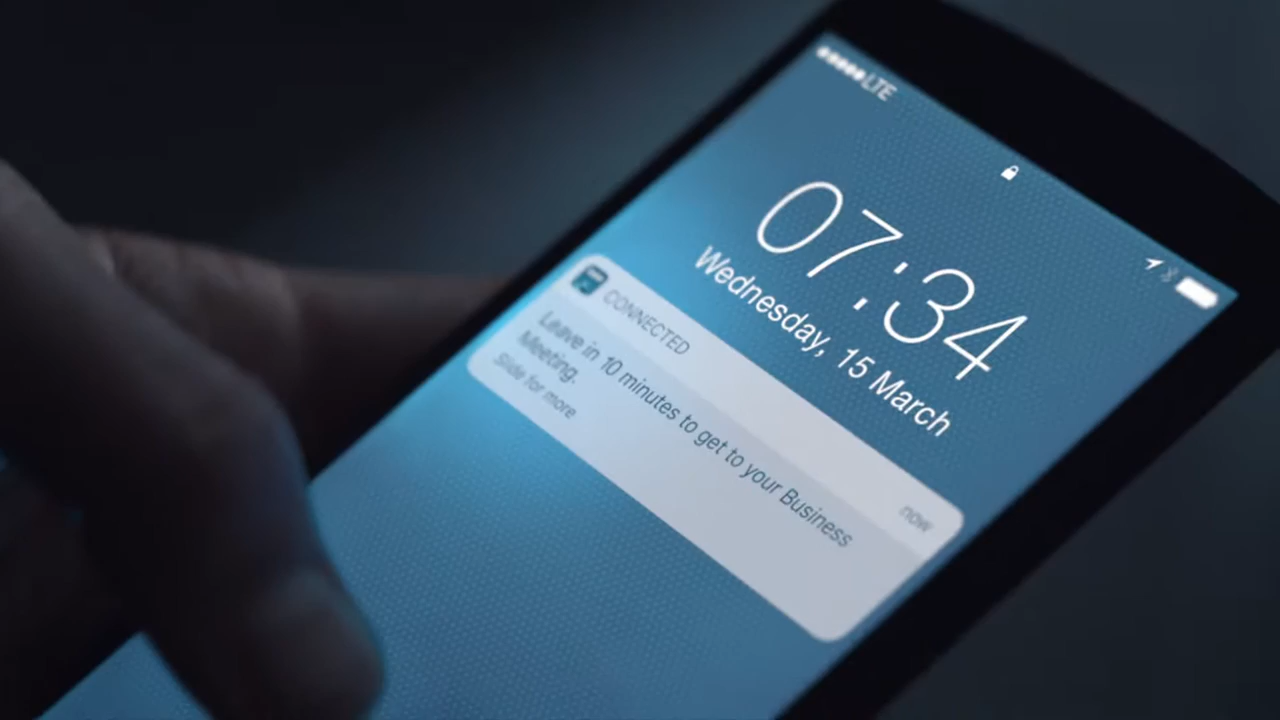 LTE
07:34
Wednesday, 15 March
CONNECTED
now
Leave in 10 minutes to get to your Business
Meeting.
Slide for more